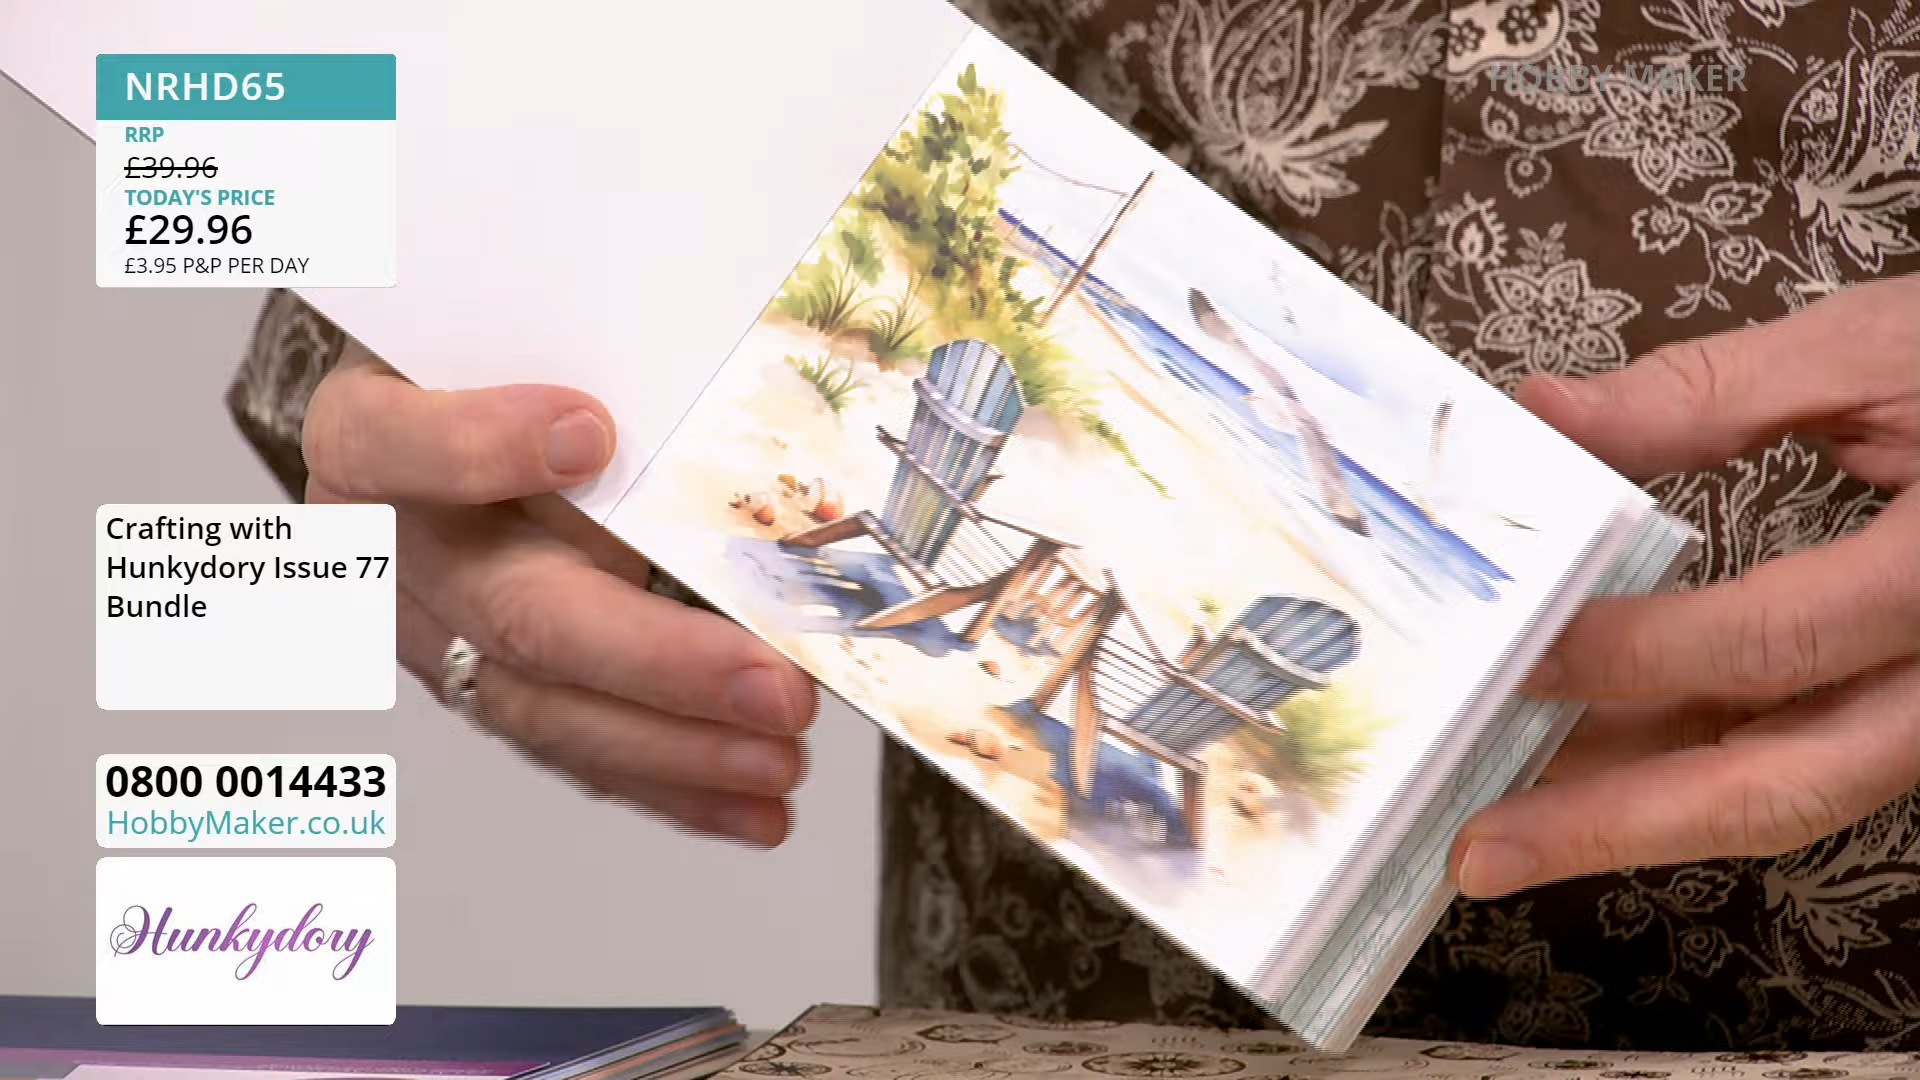 NRHD65
RRP
£39.96
TODAY'S PRICE
£29.96
£3.95 P&P PER DAY
HOBBY MAKER
Crafting with
Hunkydory Issue 77
Bundle
0800 0014433
HobbyMaker.co.uk
Hunkydory